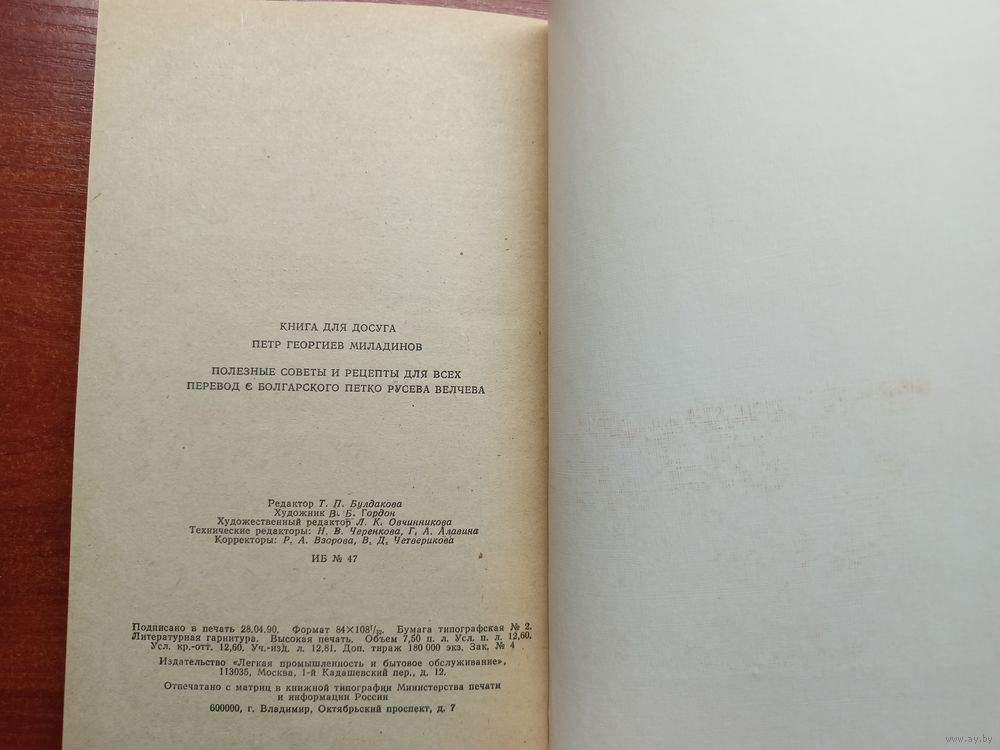 КНИГА ДЛЯ ДОСУГА
ПЕТР ГЕОРГИЕВ МИЛАДИНОВ
ПОЛЕЗНЫЕ СОВЕТЫ И РЕЦЕПТЫ ДЛЯ ВСЕХ
ПЕРЕВОД С БОЛГАРСКОГО ПЕТКО РУСЕВА ВЕЛЧЕВА
Редактор Т. П. Булдакова
Художник В. Б. Гордон
Художественный редактор Л. К. Овчинникова
Технические редакторы: Н. В. Черенкова, Г. А. Алавина
Корректоры: Р. А. Взорова, В. Д. Четверикова
ИБ № 47
Подписано в печать 28.04.90. Формат 84×108¹/₃₂. Бумага типографская № 2.
Литературная гарнитура. Высокая печать. Объем 7,50 п. л. Усл. п. л. 12,60.
Усл. кр.-отт. 12,60. Уч.-изд. л. 12,81. Доп. тираж 180 000 экз. Зак. № 4
Издательство «Легкая промышленность и бытовое обслуживание»,
113035, Москва, 1-й Кадашевский пер., д. 12.
Отпечатано с матриц в книжной типографии Министерства печати
и информации России
600000, г. Владимир, Октябрьский проспект, д. 7
www.ay.by